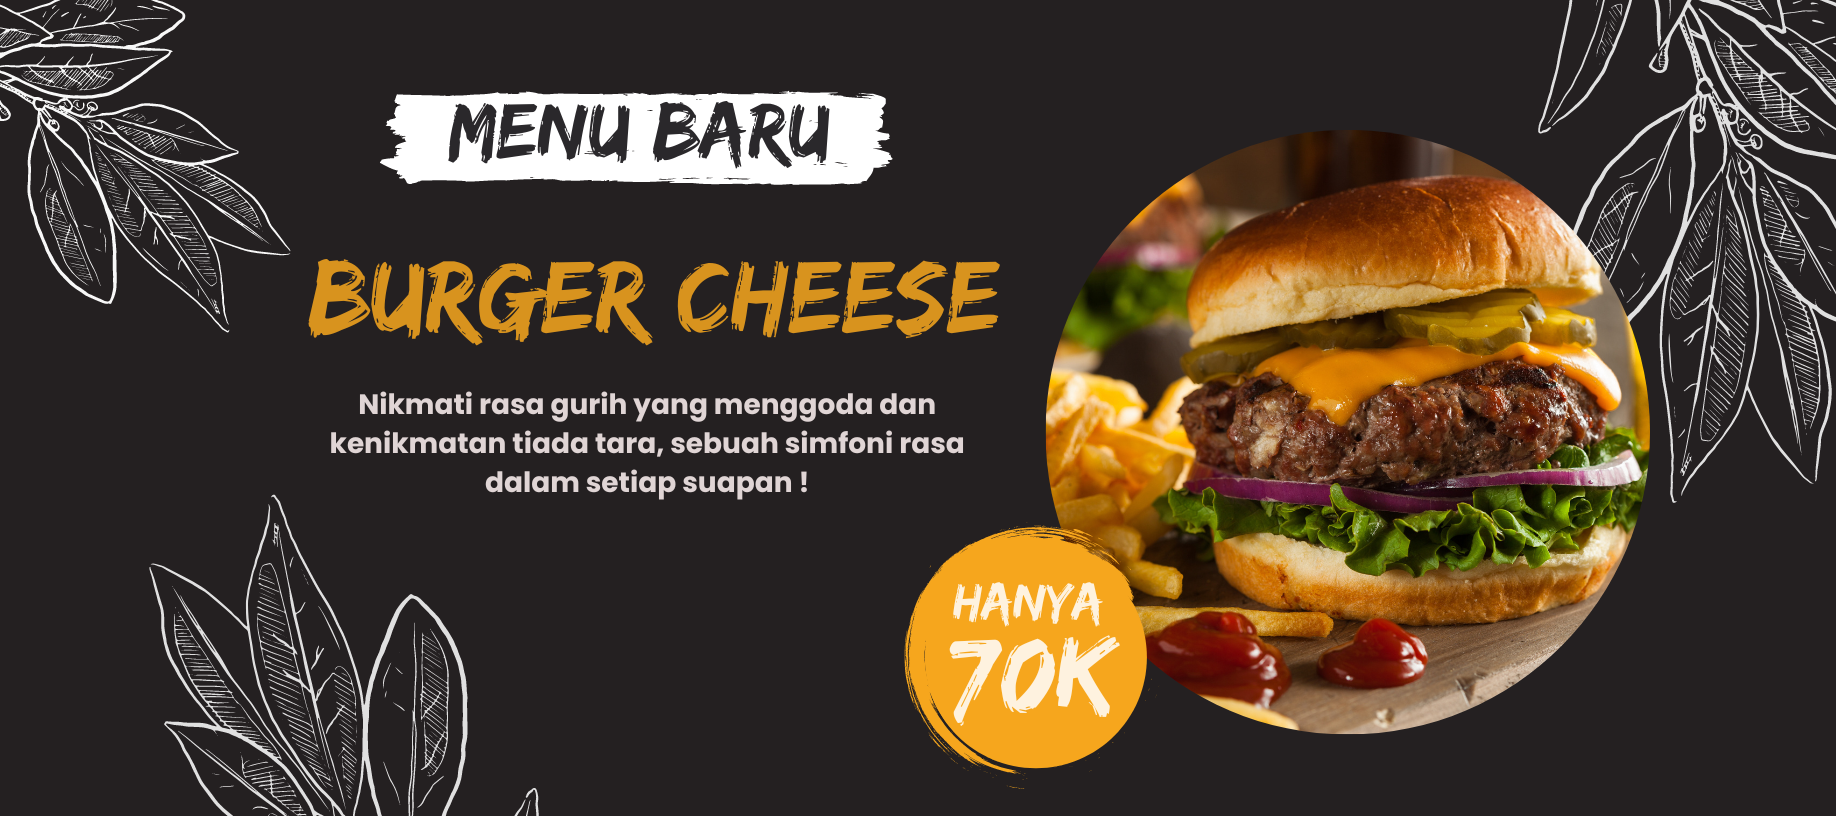 MENU BARU
BURGER CHEESE
Nikmati rasa gurih yang menggoda dan
kenikmatan tiada tara, sebuah simfoni rasa
dalam setiap suapan !
HANYA
70K